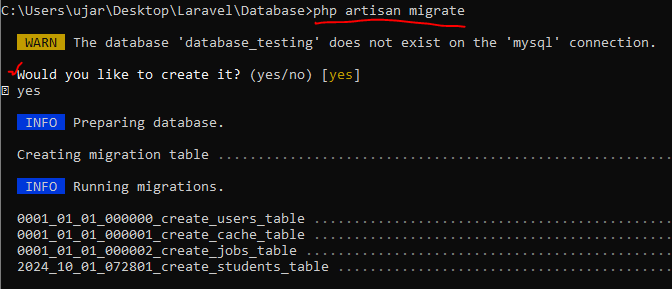 C:\Users\ujar\Desktop\Laravel\Database>php artisan migrate
WARN The database 'database_testing' does not exist on the 'mysql' connection.
Would you like to create it? (yes/no) [yes]
yes
INFO Preparing database.
Creating migration table ........................................................
INFO Running migrations.
0001_01_01_000000_create_users_table ............................................
0001_01_01_000001_create_cache_table ............................................
0001_01_01_000002_create_jobs_table .............................................
2024_10_01_072801_create_students_table .........................................